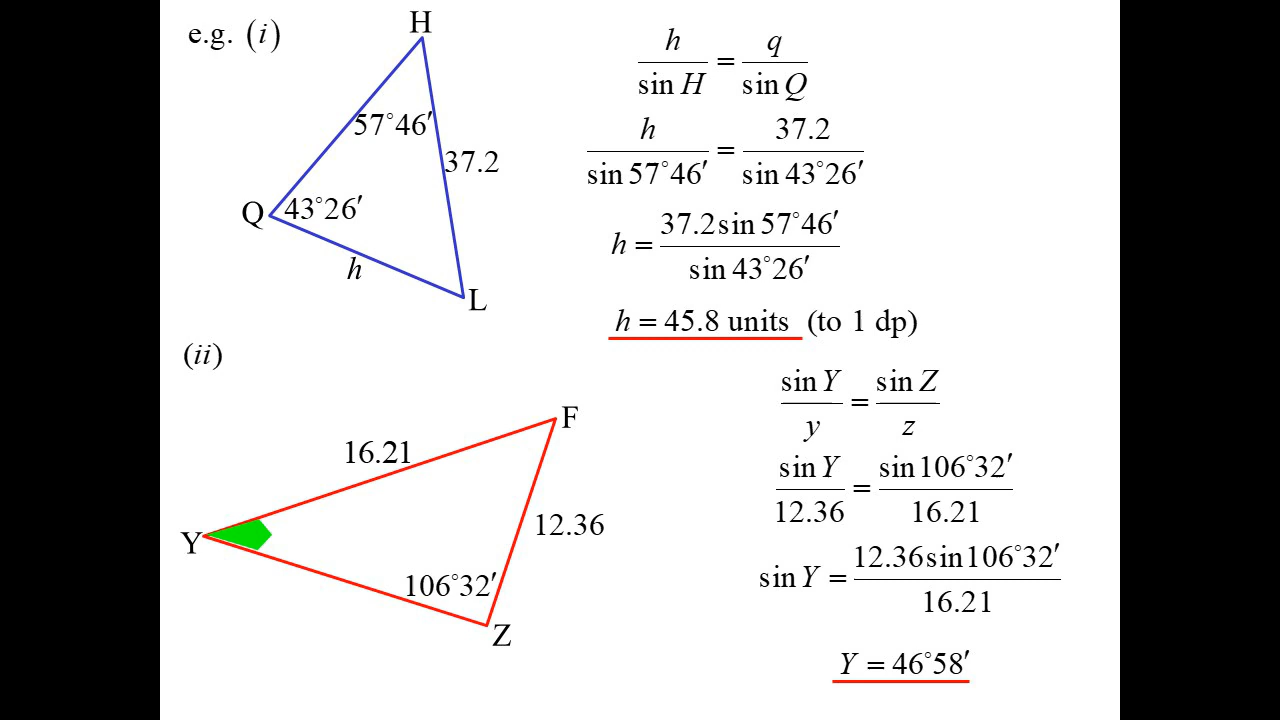 e.g. (i)
H
57°46′
37.2
Q
43°26′
h
L
h/sin H = q/sin Q
h/sin 57°46′ = 37.2/sin 43°26′
h = 37.2 sin 57°46′/sin 43°26′
h = 45.8 units (to 1 dp)
(ii)
F
16.21
12.36
Y
106°32′
Z
sin Y/y = sin Z/z
sin Y/12.36 = sin 106°32′/16.21
sin Y = 12.36 sin 106°32′/16.21
Y = 46°58′